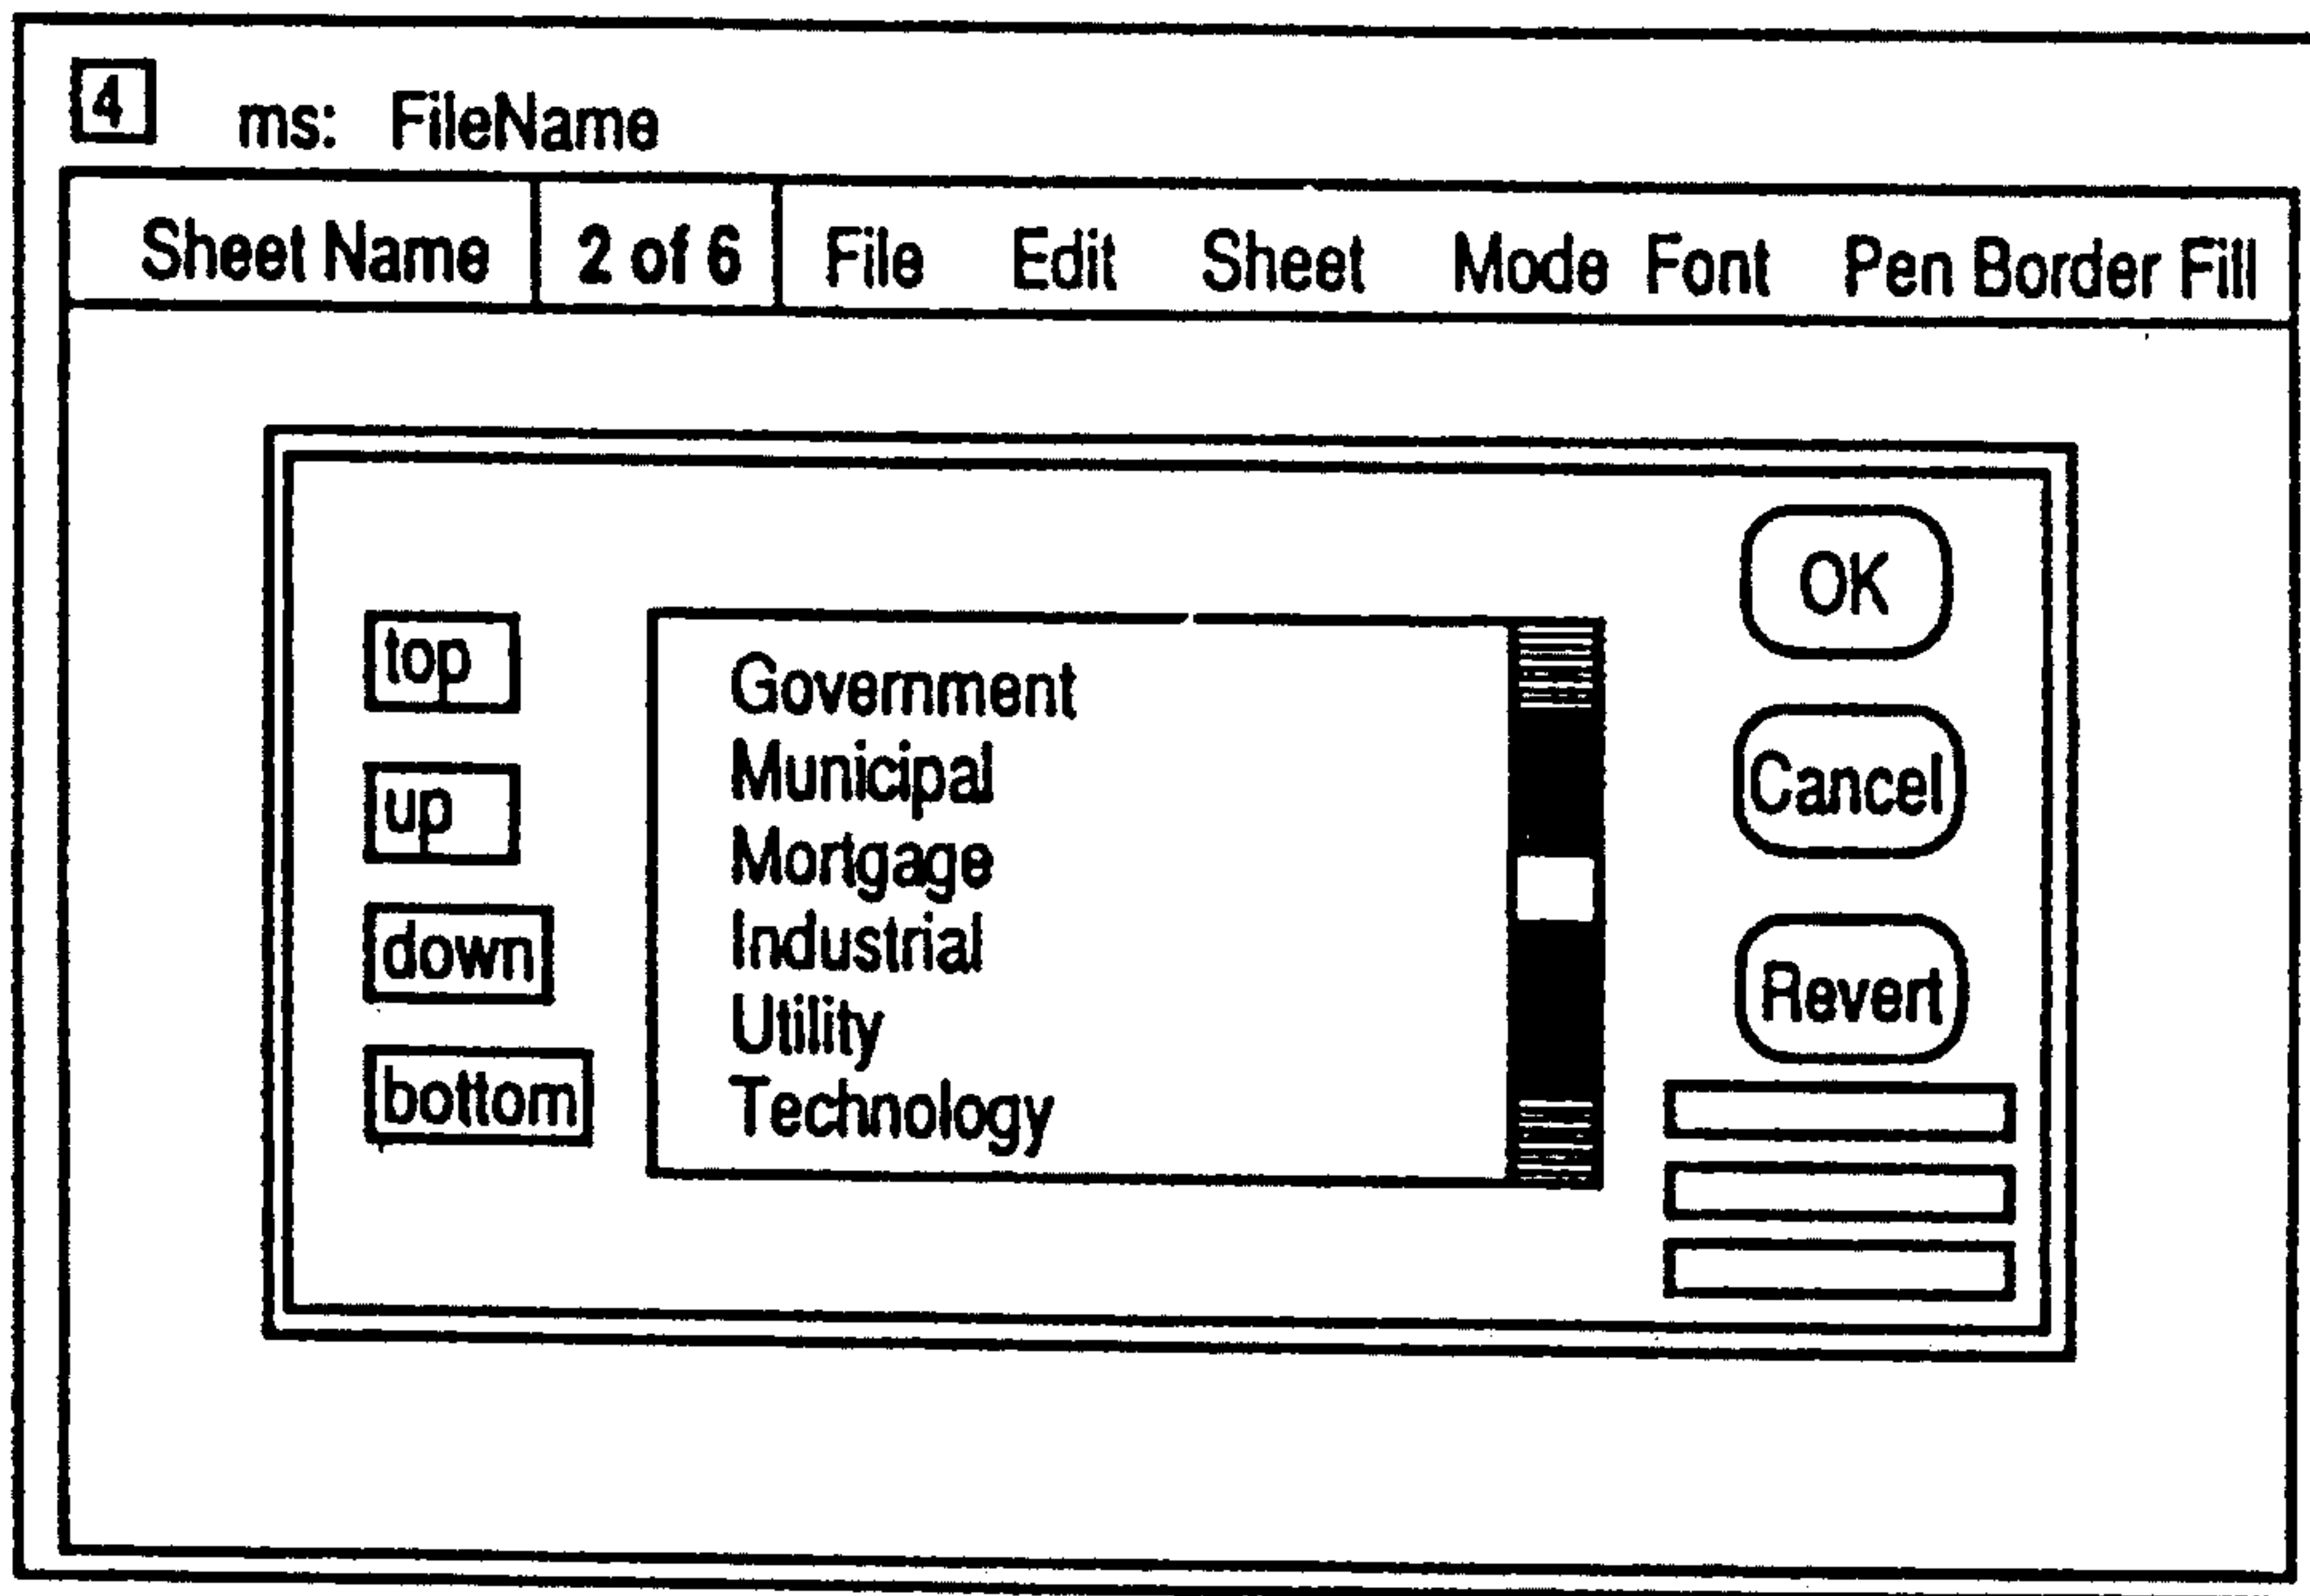 4 ms: FileName
Sheet Name 2 of 6 File Edit Sheet Mode Font Pen Border Fill
OK
top
up
down
bottom
Government
Municipal
Mortgage
Industrial
Utility
Technology
Cancel
Revert